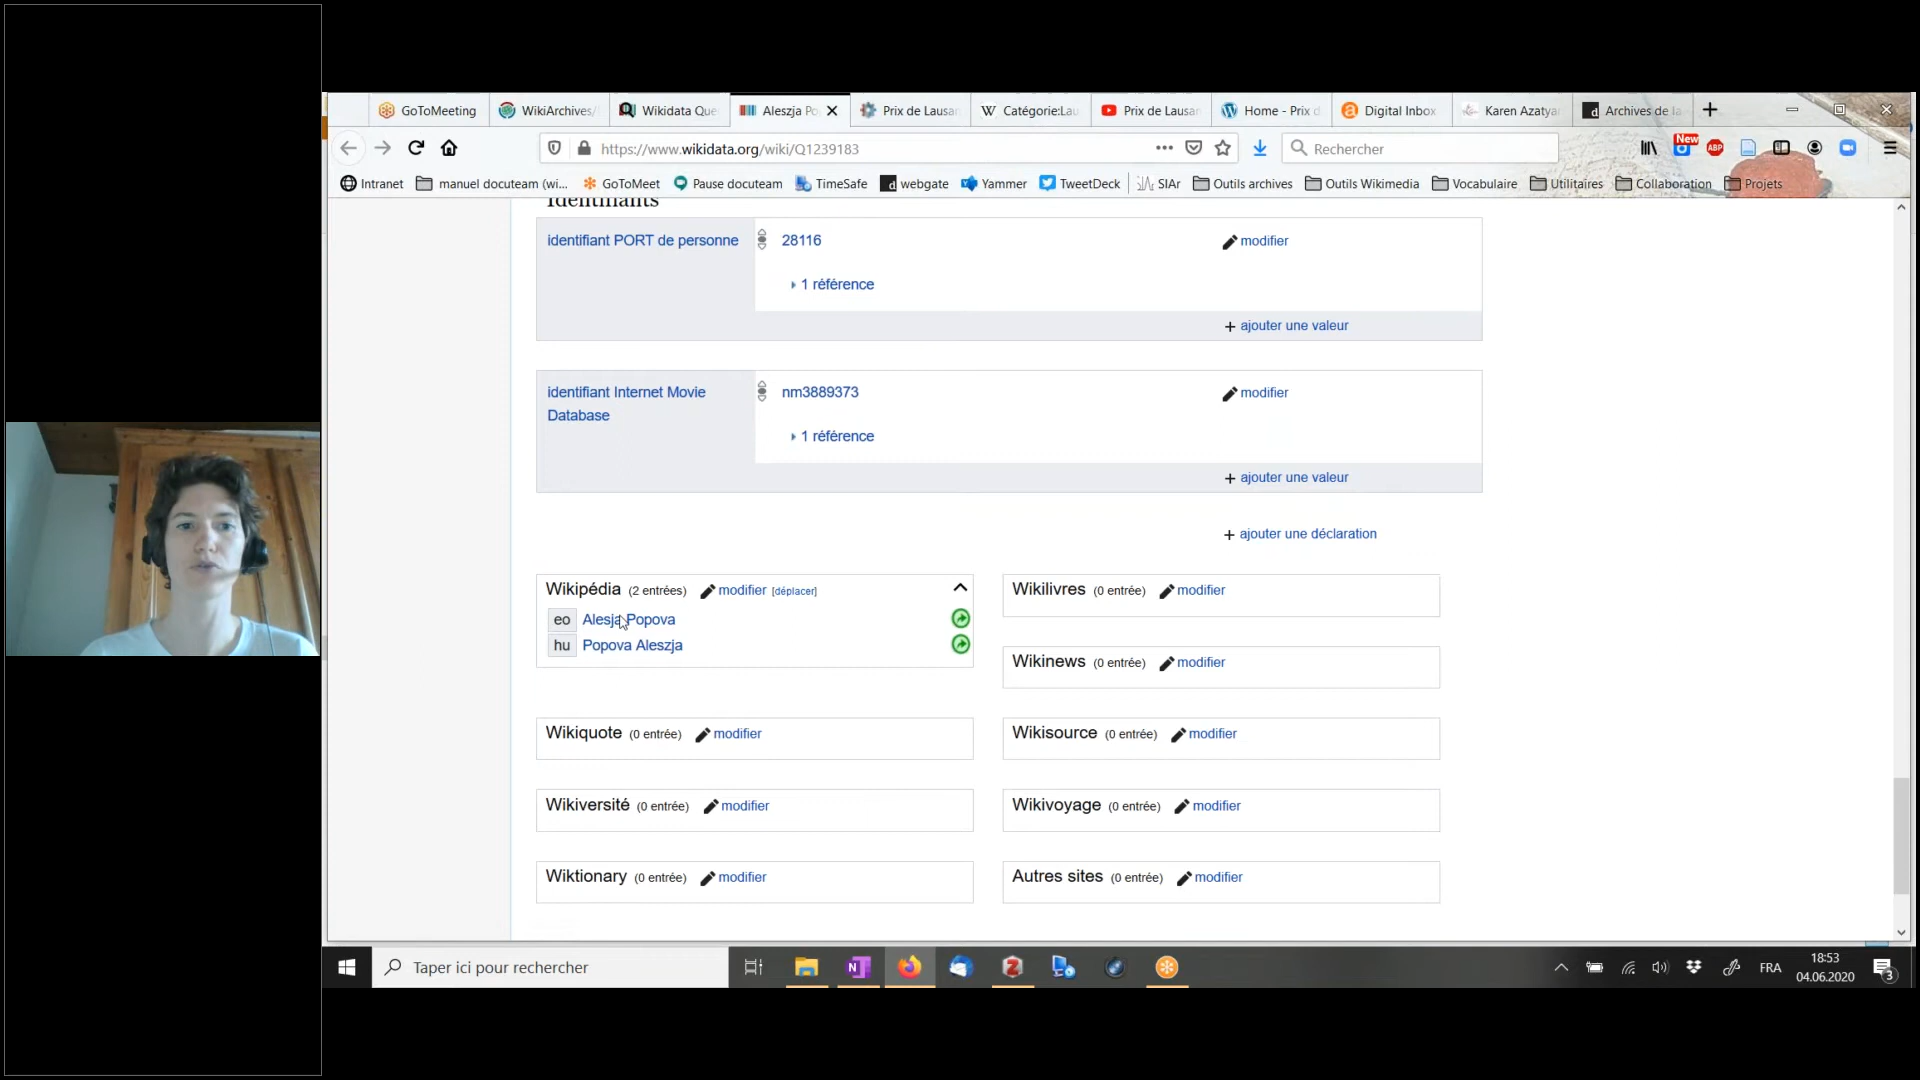 GoToMeeting
WikiArchives/
Wikidata Que
Aleszja Po
Prix de Lausan
Catégorie:Lau
Prix de Lausan
Home - Prix d
Digital Inbox
Karen Azatya
Archives de la
https://www.wikidata.org/wiki/Q1239183
Rechercher
New
ABP
Intranet
manuel docuteam (wi...
GoToMeet
Pause docuteam
TimeSafe
webgate
Yammer
TweetDeck
SIAr
Outils archives
Outils Wikimedia
Vocabulaire
Utilitaires
Collaboration
Projets
Identifiants
identifiant PORT de personne
28116
modifier
1 référence
+ ajouter une valeur
identifiant Internet Movie
Database
nm3889373
modifier
1 référence
+ ajouter une valeur
+ ajouter une déclaration
Wikipédia (2 entrées) modifier [déplacer]
eo Alesja Popova
hu Popova Aleszja
Wikilivres (0 entrée) modifier
Wikinews (0 entrée) modifier
Wikiquote (0 entrée) modifier
Wikisource (0 entrée) modifier
Wikiversité (0 entrée) modifier
Wikivoyage (0 entrée) modifier
Wiktionary (0 entrée) modifier
Autres sites (0 entrée) modifier
Taper ici pour rechercher
FRA
18:53
04.06.2020
3